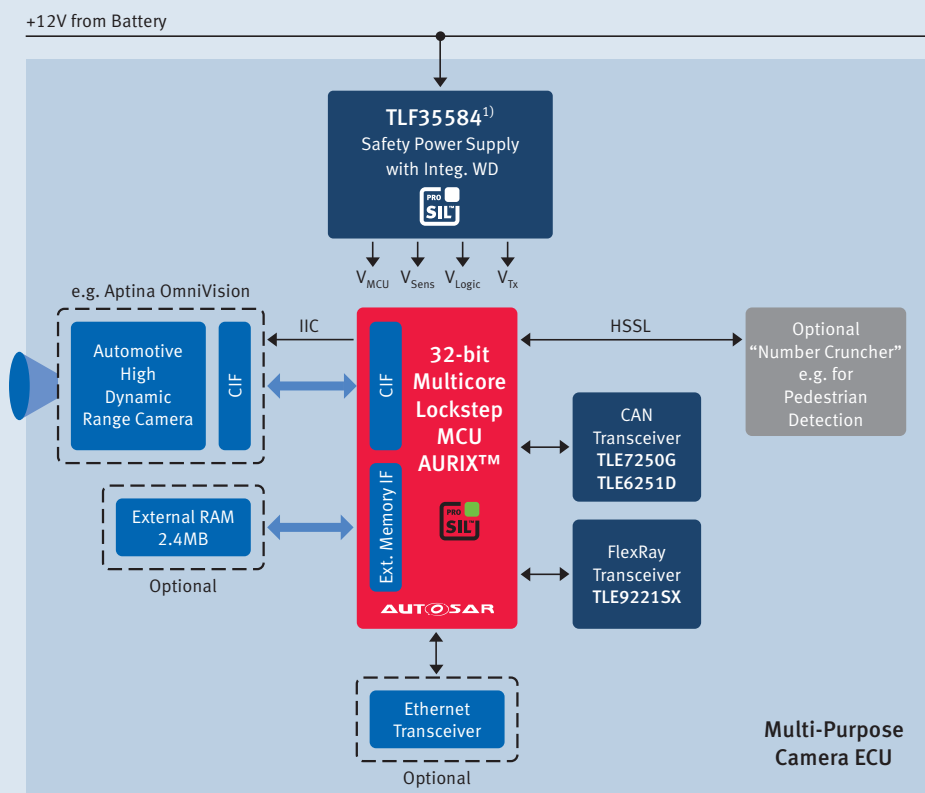 +12V from Battery
TLF355841)
Safety Power Supply
with Integ. WD
PRO
SIL™
VMCU VSens VLogic VTx
e.g. Aptina OmniVision
Automotive
High
Dynamic
Range Camera
CIF
IIC
CIF
32-bit
Multicore
Lockstep
MCU
AURIX™
PRO
SIL™
Ext. Memory IF
AUTOSAR
HSSL
Optional
“Number Cruncher”
e.g. for
Pedestrian
Detection
CAN
Transceiver
TLE7250G
TLE6251D
External RAM
2.4MB
Optional
FlexRay
Transceiver
TLE9221SX
Ethernet
Transceiver
Optional
Multi-Purpose
Camera ECU